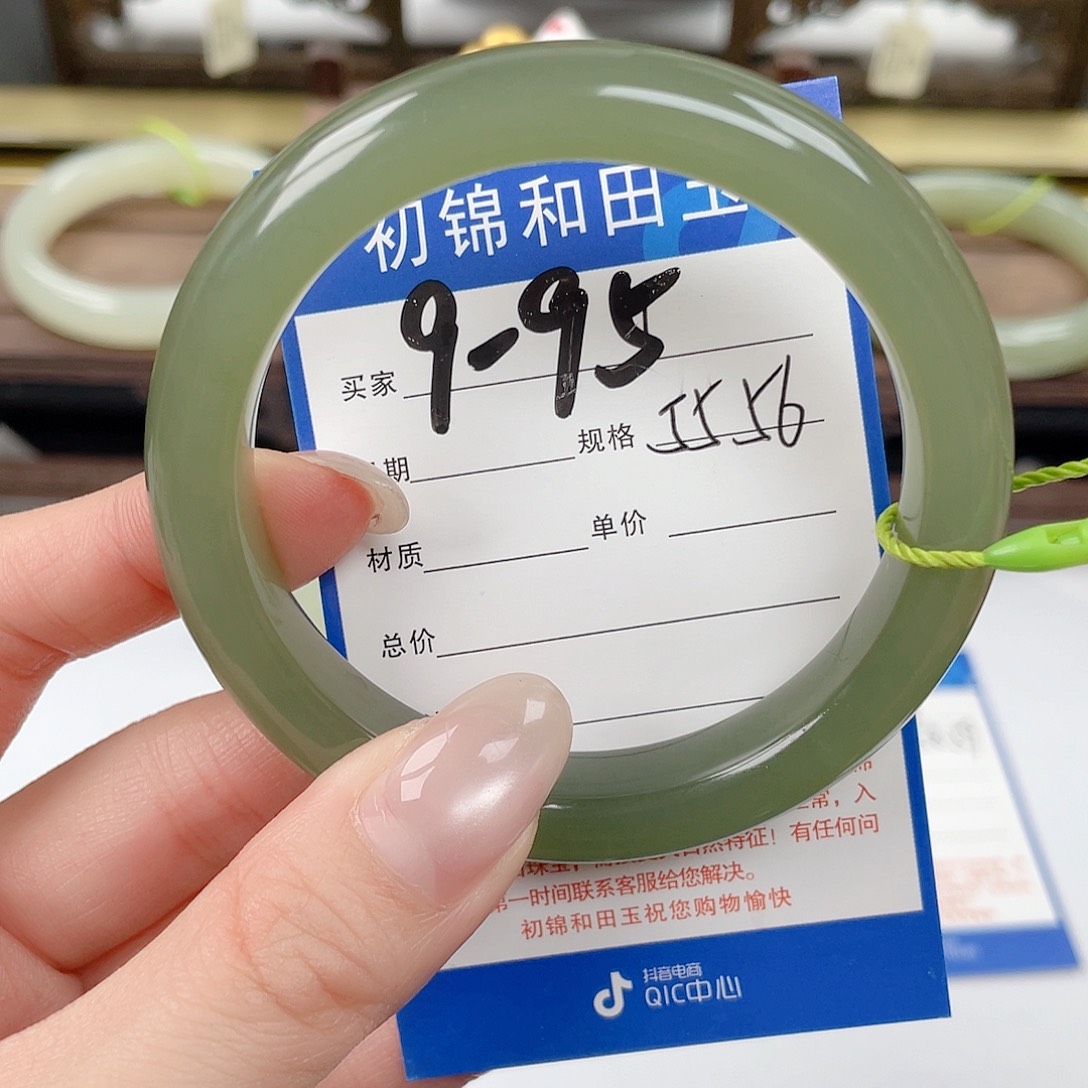 初锦和田玉
买家 9-95
期
规格 5556
材质
单价
总价
常，入
自然特征！有任何问
一时间联系客服给您解决。
初锦和田玉祝您购物愉快
抖音电商
QIC中心